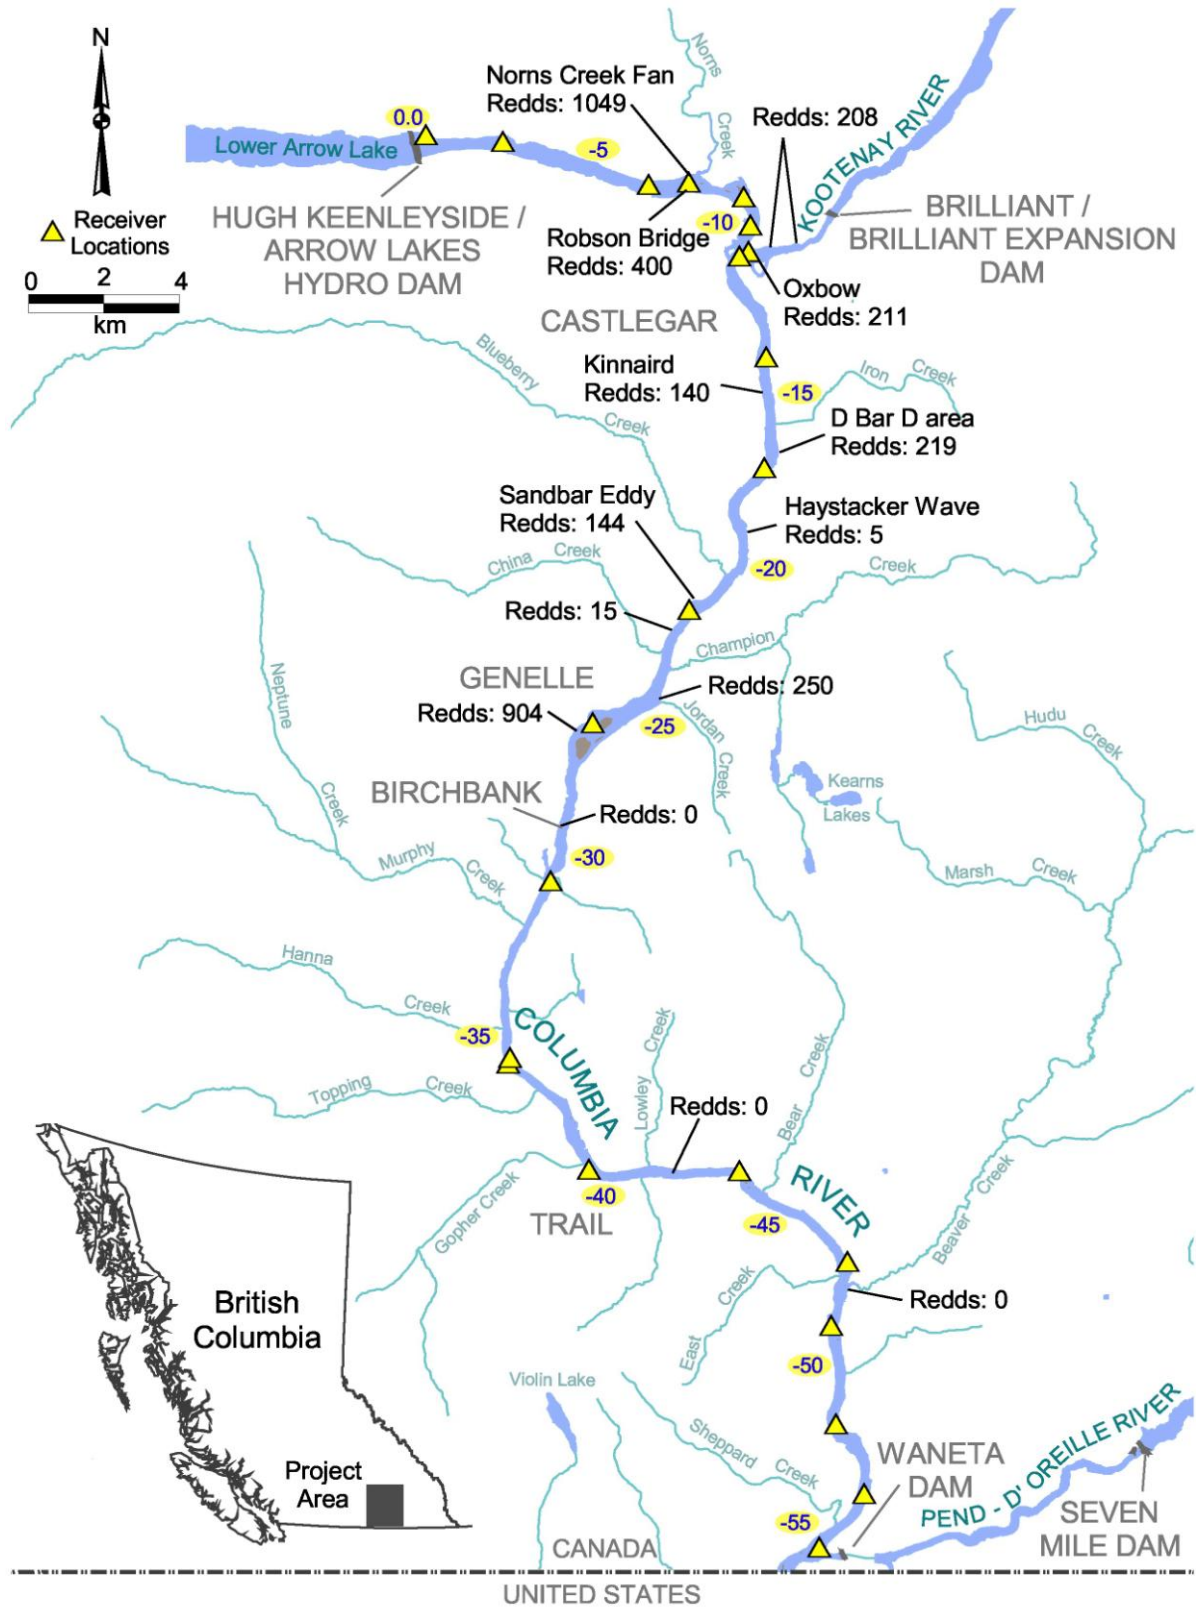 N
Receiver
Locations
0 2 4
km
0.0
Lower Arrow Lake
HUGH KEENLEYSIDE /
ARROW LAKES
HYDRO DAM
Norns Creek Fan
Redds: 1049
-5
Norns
Creek
Redds: 208
KOOTENAY RIVER
BRILLIANT /
BRILLIANT EXPANSION
DAM
-10
Robson Bridge
Redds: 400
Oxbow
Redds: 211
CASTLEGAR
Kinnaird
Redds: 140
-15
Iron Creek
D Bar D area
Redds: 219
Blueberry
Creek
Sandbar Eddy
Redds: 144
Haystacker Wave
Redds: 5
-20
China Creek
Creek
Redds: 15
Champion
GENELLE
Redds: 250
Redds: 904
-25
Jordan
Creek
Neptune
Creek
Hudu
Creek
BIRCHBANK
Redds: 0
Kearns
Lakes
-30
Murphy
Creek
Marsh Creek
Hanna
Creek
-35
COLUMBIA
Topping Creek
Lowley Creek
Bear Creek
Redds: 0
-40
TRAIL
Gopher Creek
RIVER
-45
Beaver Creek
East Creek
Redds: 0
-50
British
Columbia
Project
Area
Violin Lake
Sheppard
Creek
WANETA
DAM
PEND - D' OREILLE RIVER
SEVEN
MILE DAM
-55
CANADA
UNITED STATES